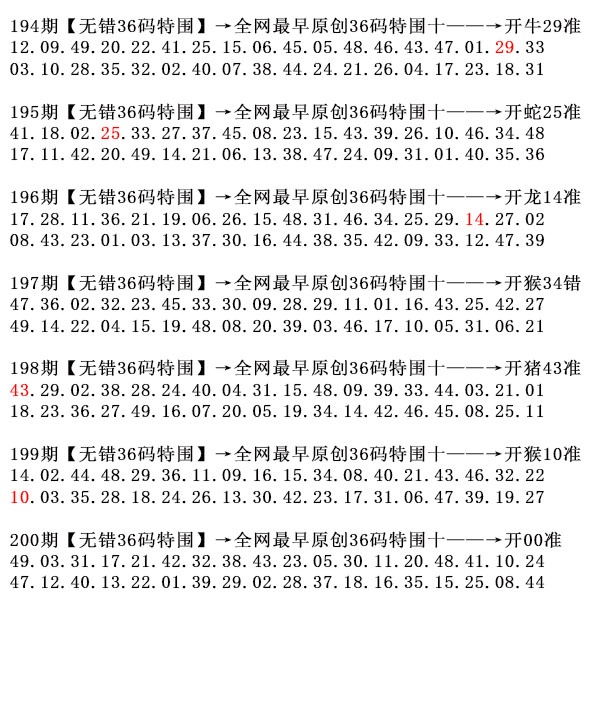 194期【无错36码特围】→全网最早原创36码特围十——→开牛29准
12.09.49.20.22.41.25.15.06.45.05.48.46.43.47.01.29.33
03.10.28.35.32.02.40.07.38.44.24.21.26.04.17.23.18.31
195期【无错36码特围】→全网最早原创36码特围十——→开蛇25准
41.18.02.25.33.27.37.45.08.23.15.43.39.26.10.46.34.48
17.11.42.20.49.14.21.06.13.38.47.24.09.31.01.40.35.36
196期【无错36码特围】→全网最早原创36码特围十——→开龙14准
17.28.11.36.21.19.06.26.15.48.31.46.34.25.29.14.27.02
08.43.23.01.03.13.37.30.16.44.38.35.42.09.33.12.47.39
197期【无错36码特围】→全网最早原创36码特围十——→开猴34错
47.36.02.32.23.45.33.30.09.28.29.11.01.16.43.25.42.27
49.14.22.04.15.19.48.08.20.39.03.46.17.10.05.31.06.21
198期【无错36码特围】→全网最早原创36码特围十——→开猪43准
43.29.02.38.28.24.40.04.31.15.48.09.39.33.44.03.21.01
18.23.36.27.49.16.07.20.05.19.34.14.42.46.45.08.25.11
199期【无错36码特围】→全网最早原创36码特围十——→开猴10准
14.02.44.48.29.36.11.09.16.15.34.08.40.21.43.46.32.22
10.03.35.28.18.24.26.13.30.42.23.17.31.06.47.39.19.27
200期【无错36码特围】→全网最早原创36码特围十——→开00准
49.03.31.17.21.42.32.38.43.23.05.30.11.20.48.41.10.24
47.12.40.13.22.01.39.29.02.28.37.18.16.35.15.25.08.44